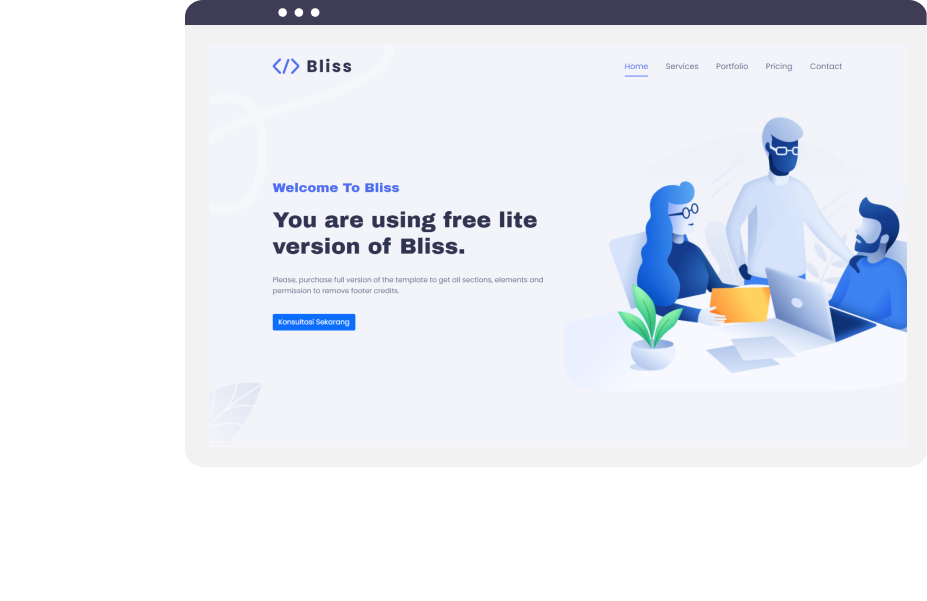 </> Bliss
Home Services Portfolio Pricing Contact
Welcome To Bliss
You are using free lite
version of Bliss.
Please, purchase full version of the template to get all sections, elements and
permission to remove footer credits.
Konsultasi Sekarang